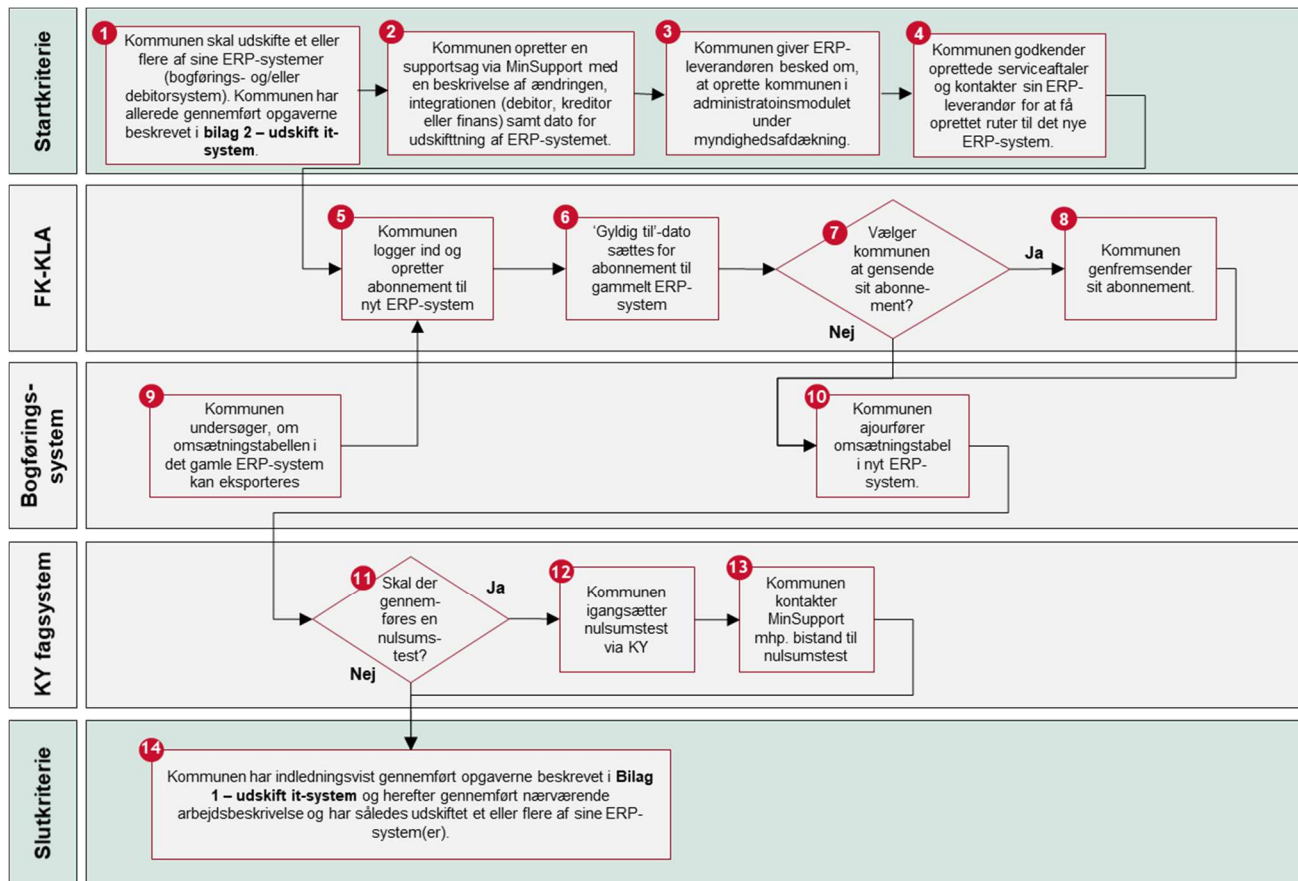 Startkriterie
1
Kommunen skal udskifte et eller
flere af sine ERP-systemer
(bogførings- og/eller
debitorsystem). Kommunen har
allerede gennemført opgaverne
beskrevet i bilag 2 – udskift it-
system.
2
Kommunen opretter en
supportsag via MinSupport med
en beskrivelse af ændringen,
integrationen (debitor, kreditor
eller finans) samt dato for
udskifttning af ERP-systemet.
3
Kommunen giver ERP-
leverandøren besked om,
at oprette kommunen i
administratoinsmodulet
under
myndighedsafdækning.
4
Kommunen godkender
oprettede serviceaftaler
og kontakter sin ERP-
leverandør for at få
oprettet ruter til det nye
ERP-system.
FK-KLA
5
Kommunen
logger ind og
opretter
abonnement til
nyt ERP-system
6
‘Gyldig til’-dato
sættes for
abonnement til
gammelt ERP-
system
7
Vælger
kommunen
at gensende
sit abonne-
ment?
Ja
Nej
8
Kommunen
genfremsender
sit abonnement.
Bogførings-
system
9
Kommunen
undersøger, om
omsætningstabellen i
det gamle ERP-system
kan eksporteres
10
Kommunen
ajourfører
omsætningstabel
i nyt ERP-
system.
KY fagsystem
11
Skal der
gennem-
føres en
nulsums-
test?
Ja
Nej
12
Kommunen
igangsætter
nulsumstest
via KY
13
Kommunen
kontakter
MinSupport
mhp. bistand til
nulsumstest
Slutkriterie
14
Kommunen har indledningsvist gennemført opgaverne beskrevet i Bilag
1 – udskift it-system og herefter gennemført nærværende
arbejdsbeskrivelse og har således udskiftet et eller flere af sine ERP-
system(er).